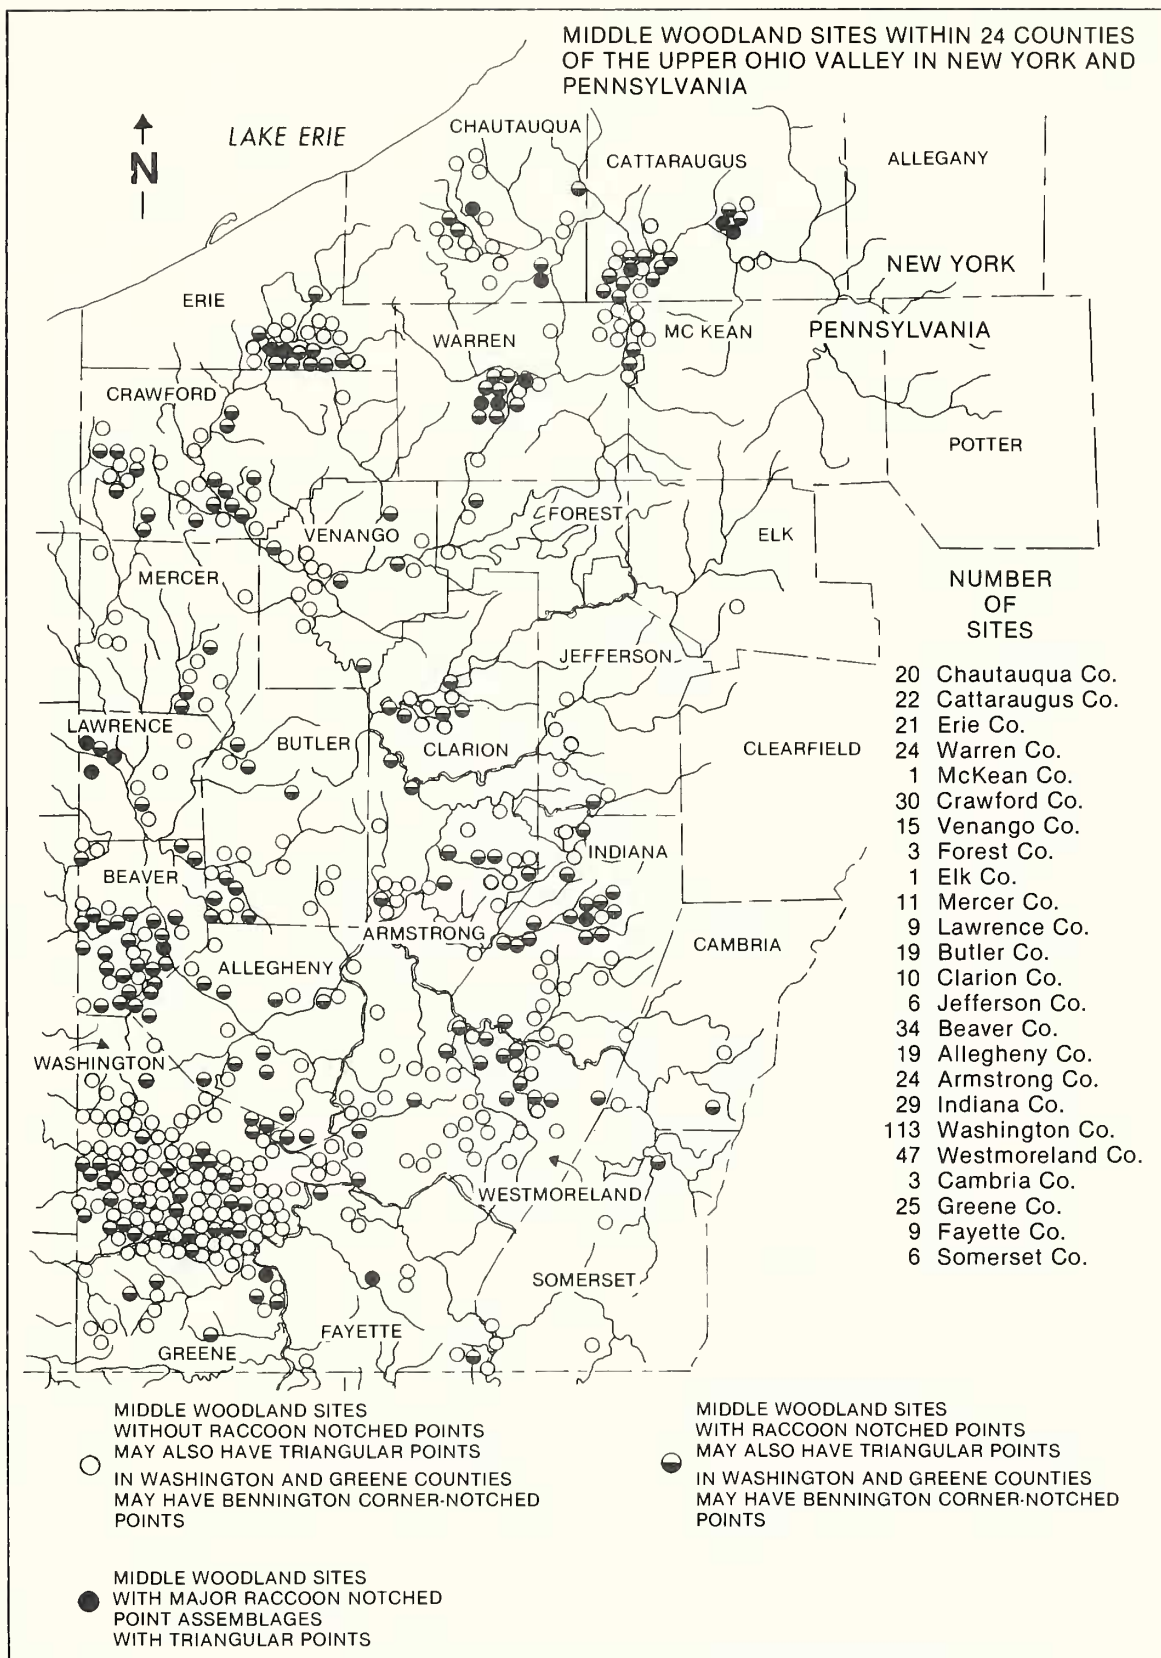 MIDDLE WOODLAND SITES WITHIN 24 COUNTIES
OF THE UPPER OHIO VALLEY IN NEW YORK AND
PENNSYLVANIA
N
LAKE ERIE
CHAUTAUQUA
CATTARAUGUS
ALLEGANY
NEW YORK
ERIE
WARREN
MC KEAN
PENNSYLVANIA
CRAWFORD
POTTER
VENANGO
FOREST
ELK
MERCER
JEFFERSON
LAWRENCE
BUTLER
CLARION
CLEARFIELD
BEAVER
INDIANA
ARMSTRONG
CAMBRIA
ALLEGHENY
WASHINGTON
WESTMORELAND
SOMERSET
FAYETTE
GREENE
NUMBER
OF
SITES
20 Chautauqua Co.
22 Cattaraugus Co.
21 Erie Co.
24 Warren Co.
1 McKean Co.
30 Crawford Co.
15 Venango Co.
3 Forest Co.
1 Elk Co.
11 Mercer Co.
9 Lawrence Co.
19 Butler Co.
10 Clarion Co.
6 Jefferson Co.
34 Beaver Co.
19 Allegheny Co.
24 Armstrong Co.
29 Indiana Co.
113 Washington Co.
47 Westmoreland Co.
3 Cambria Co.
25 Greene Co.
9 Fayette Co.
6 Somerset Co.
MIDDLE WOODLAND SITES
WITHOUT RACCOON NOTCHED POINTS
MAY ALSO HAVE TRIANGULAR POINTS
IN WASHINGTON AND GREENE COUNTIES
MAY HAVE BENNINGTON CORNER-NOTCHED
POINTS
MIDDLE WOODLAND SITES
WITH RACCOON NOTCHED POINTS
MAY ALSO HAVE TRIANGULAR POINTS
IN WASHINGTON AND GREENE COUNTIES
MAY HAVE BENNINGTON CORNER-NOTCHED
POINTS
MIDDLE WOODLAND SITES
WITH MAJOR RACCOON NOTCHED
POINT ASSEMBLAGES
WITH TRIANGULAR POINTS